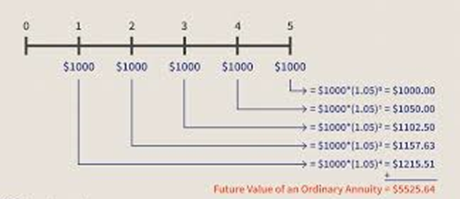 0 1 2 3 4 5
$1000 $1000 $1000 $1000 $1000
= $1000*(1.05)⁰ = $1000.00
= $1000*(1.05)¹ = $1050.00
= $1000*(1.05)² = $1102.50
= $1000*(1.05)³ = $1157.63
= $1000*(1.05)⁴ = $1215.51
+
Future Value of an Ordinary Annuity = $5525.64